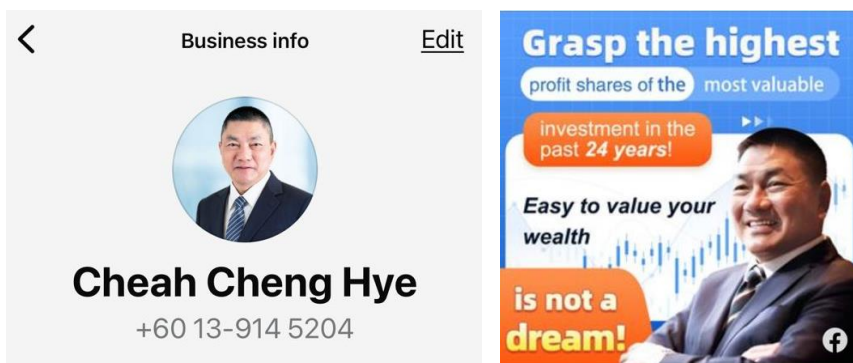 Business info
Edit
Cheah Cheng Hye
+60 13-914 5204
Grasp the highest
profit shares of the most valuable
investment in the
past 24 years!
Easy to value your
wealth
is not a
dream!